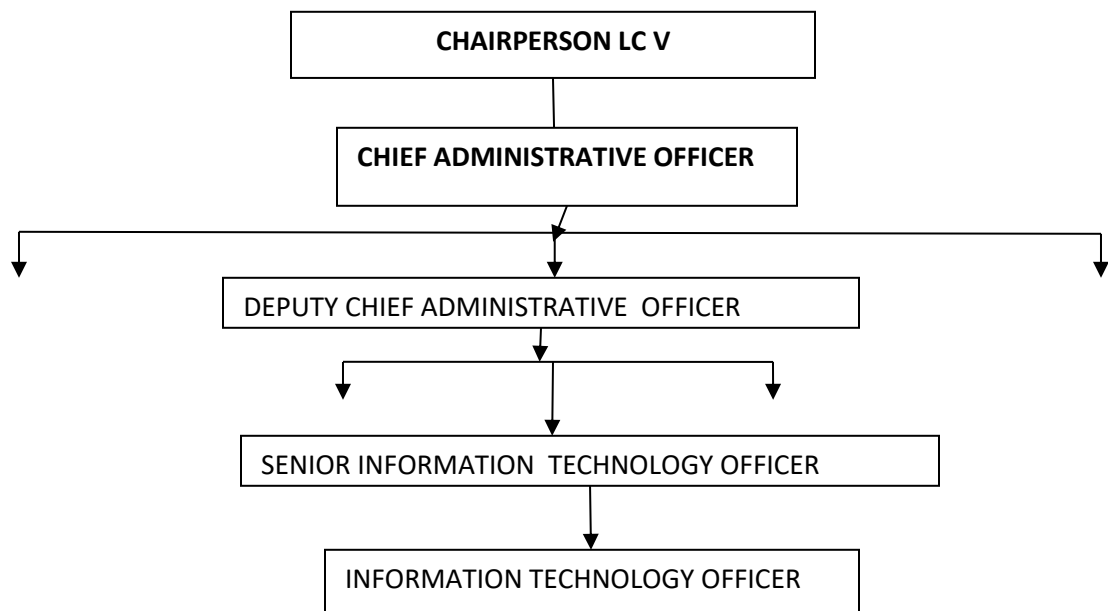 CHAIRPERSON LC V
CHIEF ADMINISTRATIVE OFFICER
DEPUTY CHIEF ADMINISTRATIVE OFFICER
SENIOR INFORMATION TECHNOLOGY OFFICER
INFORMATION TECHNOLOGY OFFICER